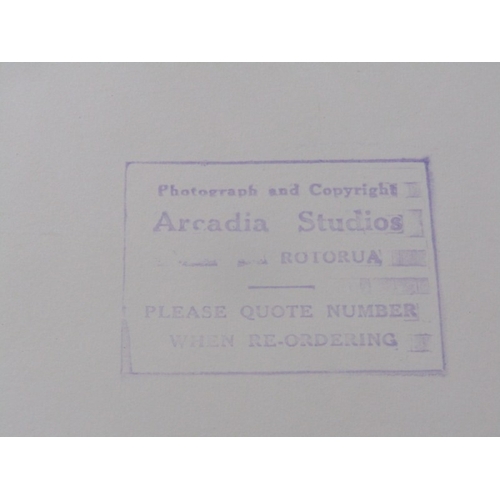 Photograph and Copyright
Arcadia Studios
ROTORUA
PLEASE QUOTE NUMBER
WHEN RE-ORDERING